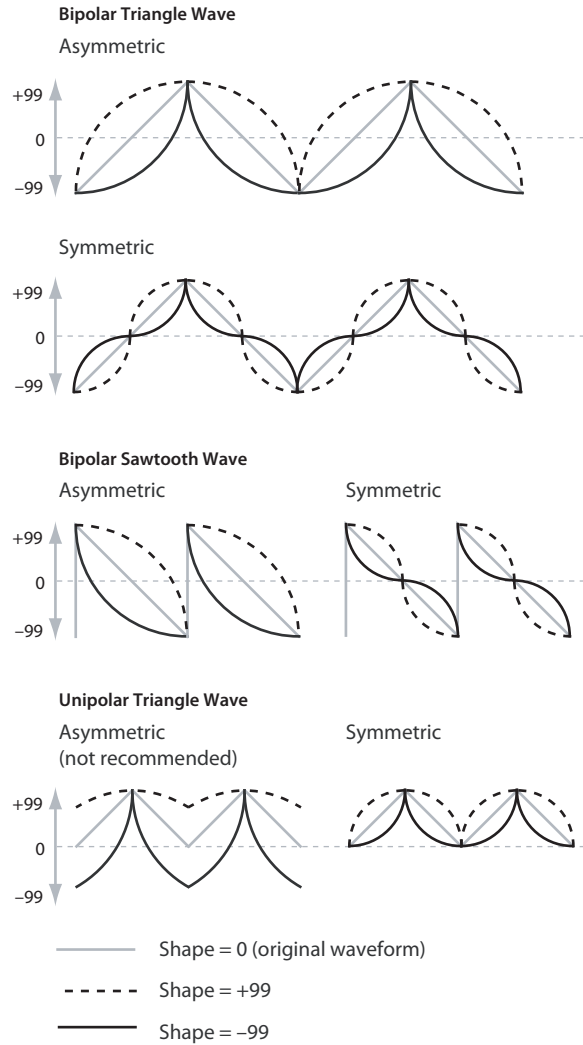 Bipolar Triangle Wave
Asymmetric
+99
0
–99
Symmetric
+99
0
–99
Bipolar Sawtooth Wave
Asymmetric
Symmetric
+99
0
–99
Unipolar Triangle Wave
Asymmetric
(not recommended)
Symmetric
+99
0
–99
Shape = 0 (original waveform)
Shape = +99
Shape = –99